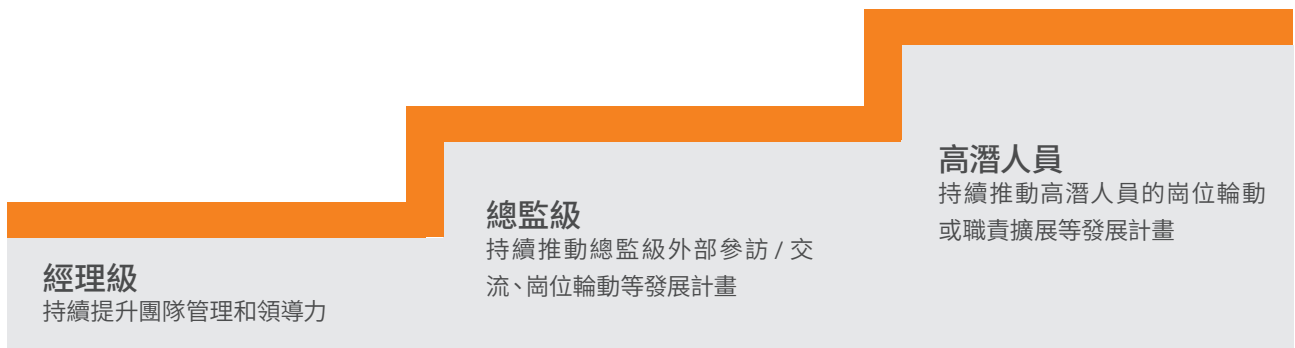 經理級
持續提升團隊管理和領導力
總監級
持續推動總監級外部參訪 / 交
流、崗位輪動等發展計畫
高潛人員
持續推動高潛人員的崗位輪動
或職責擴展等發展計畫